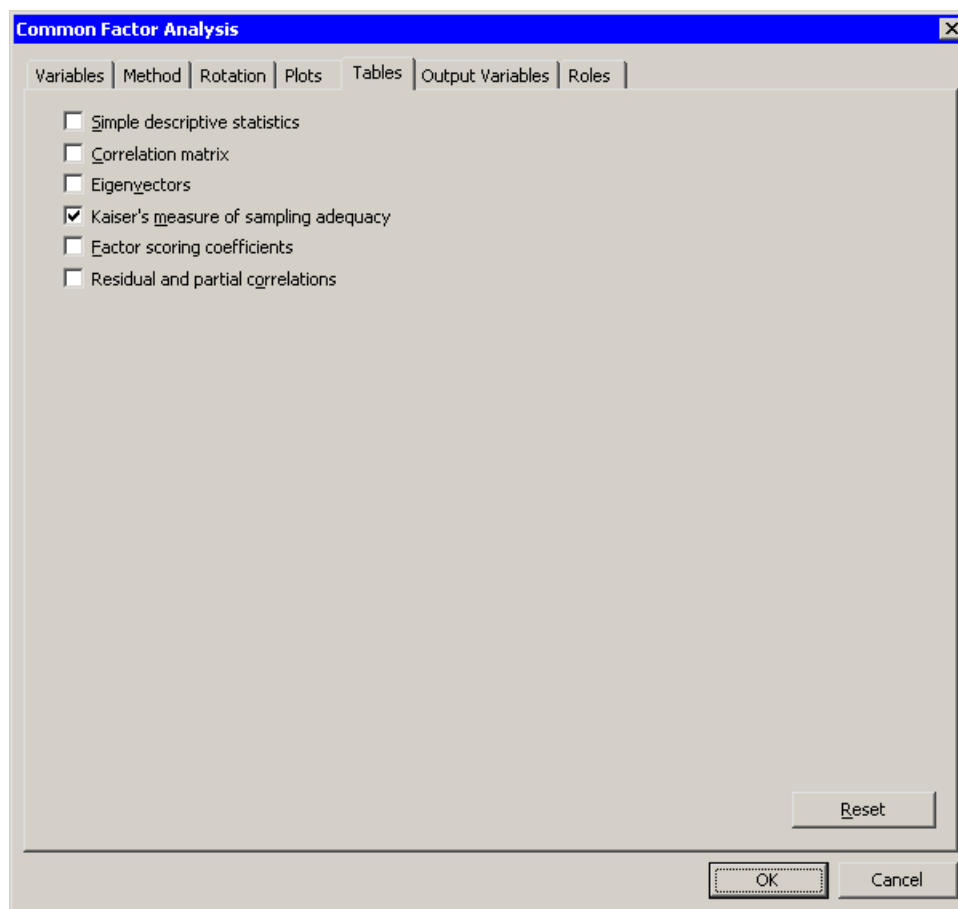 Common Factor Analysis
Variables Method Rotation Plots Tables Output Variables Roles
Simple descriptive statistics
Correlation matrix
Eigenvectors
Kaiser's measure of sampling adequacy
Factor scoring coefficients
Residual and partial correlations
Reset
OK Cancel